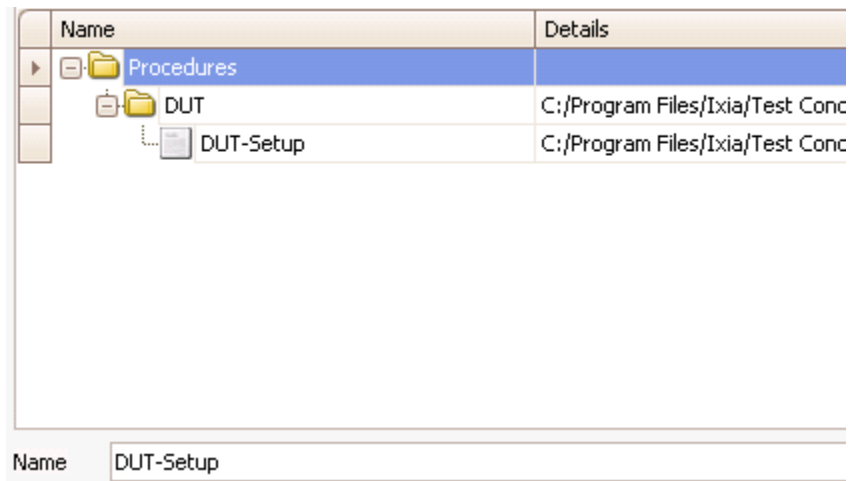 Name Details
Procedures
DUT C:/Program Files/Ixia/Test Conc
DUT-Setup C:/Program Files/Ixia/Test Conc
Name DUT-Setup